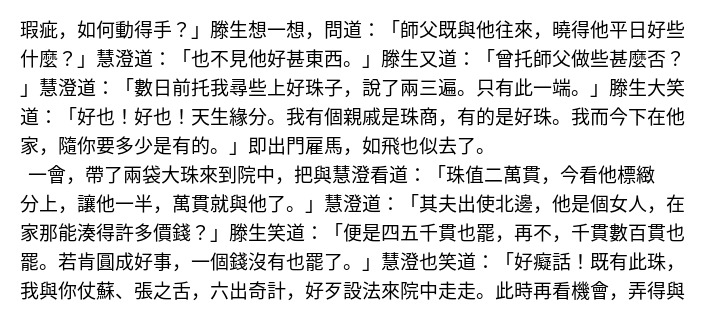 瑕疵，如何動得手？」滕生想一想，問道：「師父既與他往來，曉得他平日好些
什麼？」慧澄道：「也不見他好甚東西。」滕生又道：「曾托師父做些甚麼否？
」慧澄道：「數日前托我尋些上好珠子，說了兩三遍。只有此一端。」滕生大笑
道：「好也！好也！天生緣分。我有個親戚是珠商，有的是好珠。我而今下在他
家，隨你要多少是有的。」即出門雇馬，如飛也似去了。
一會，帶了兩袋大珠來到院中，把與慧澄看道：「珠值二萬貫，今看他標緻
分上，讓他一半，萬貫就與他了。」慧澄道：「其夫出使北邊，他是個女人，在
家那能湊得許多價錢？」滕生笑道：「便是四五千貫也罷，再不，千貫數百貫也
罷。若肯圓成好事，一個錢沒有也罷了。」慧澄也笑道：「好癡話！既有此珠，
我與你仗蘇、張之舌，六出奇計，好歹設法來院中走走。此時再看機會，弄得與